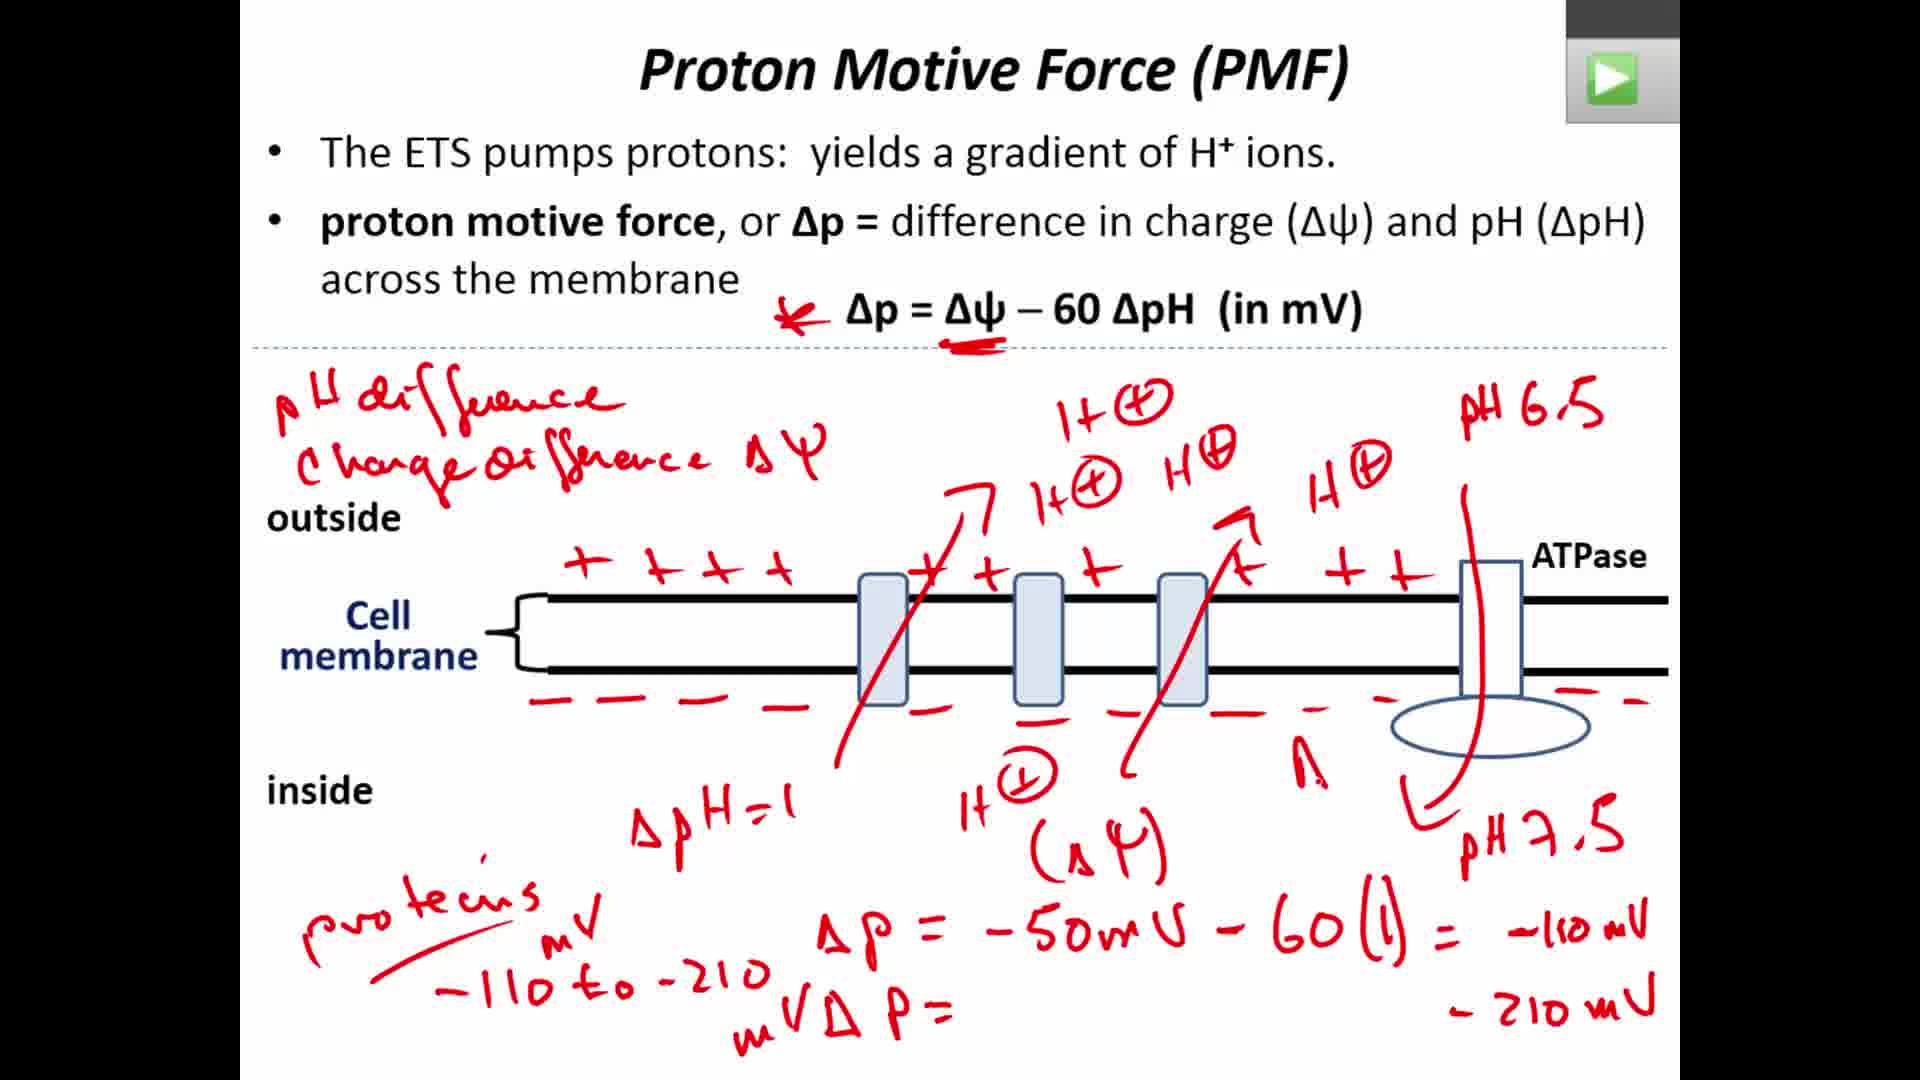 Proton Motive Force (PMF)
• The ETS pumps protons: yields a gradient of H⁺ ions.
• proton motive force, or Δp = difference in charge (Δψ) and pH (ΔpH)
across the membrane
Δp = Δψ – 60 ΔpH (in mV)
pH difference
Charge difference Δψ
H+
H+
H+
H+
pH 6.5
outside
+ + + + + + + + + +
ATPase
Cell
membrane
inside
ΔpH = 1
H+
(Δψ)
Δ
pH 7.5
proteins
mV
-110 to -210
mV
Δp = -50mV - 60(1) = -110 mV
Δp =
- 210 mV